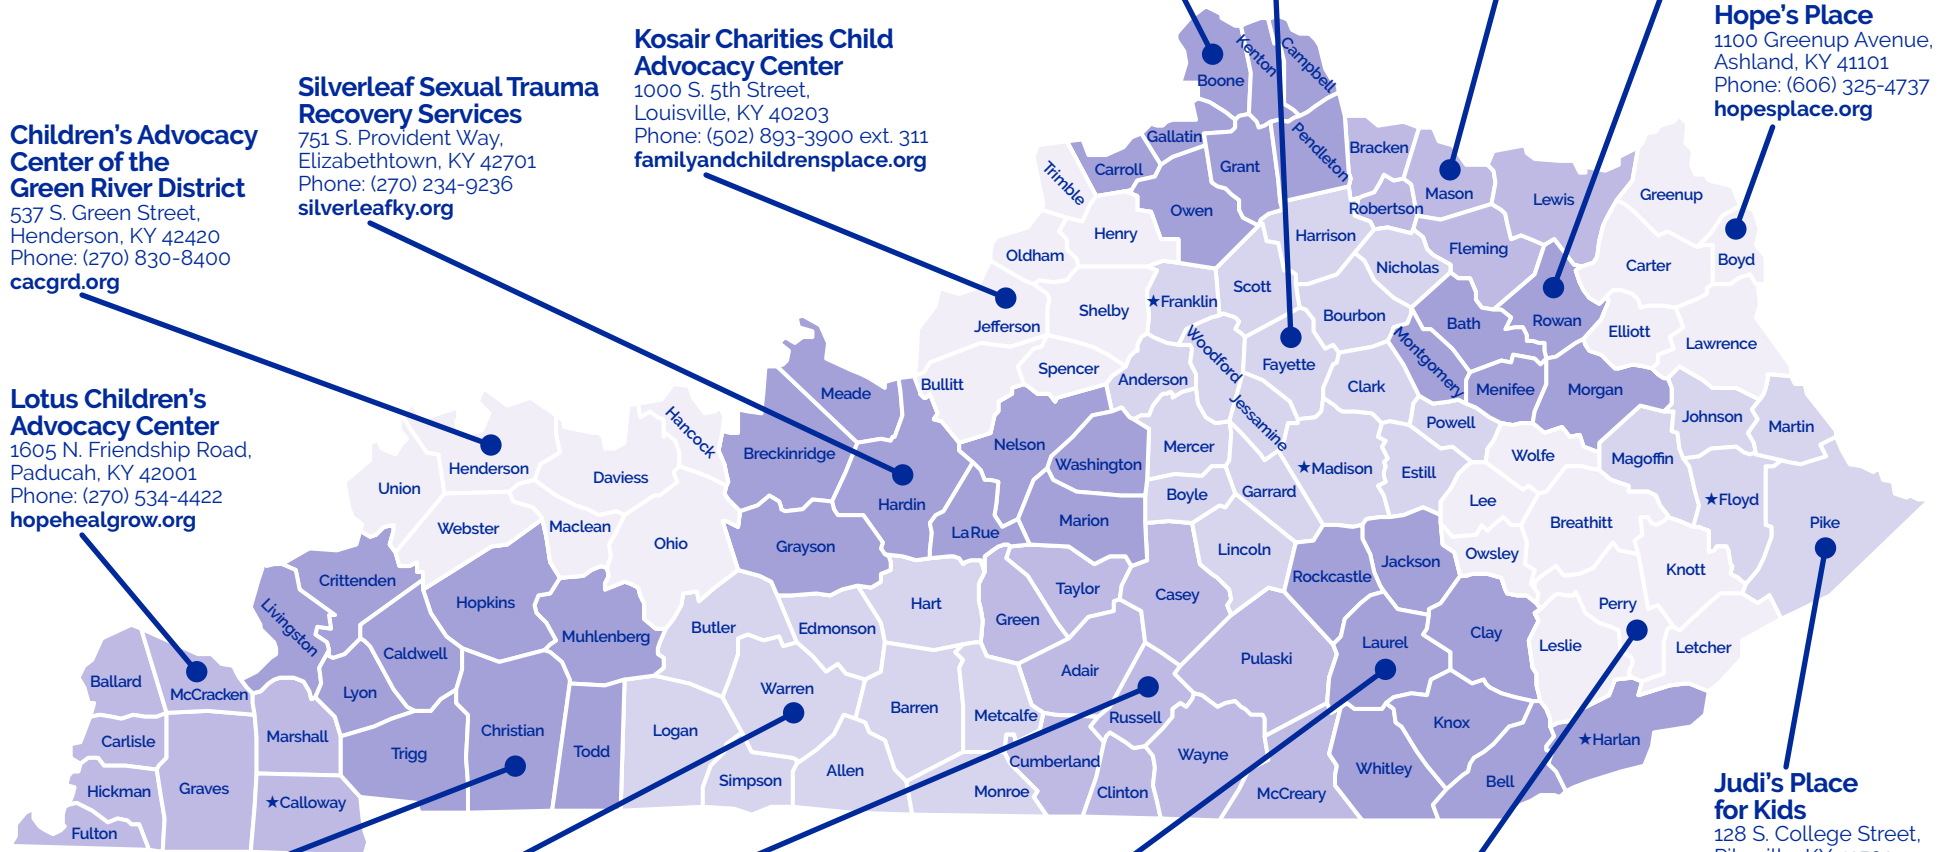 Hope’s Place
1100 Greenup Avenue,
Ashland, KY 41101
Phone: (606) 325-4737
hopesplace.org
Kosair Charities Child
Advocacy Center
1000 S. 5th Street,
Louisville, KY 40203
Phone: (502) 893-3900 ext. 311
familyandchildrensplace.org
Silverleaf Sexual Trauma
Recovery Services
751 S. Provident Way,
Elizabethtown, KY 42701
Phone: (270) 234-9236
silverleafky.org
Children’s Advocacy
Center of the
Green River District
537 S. Green Street,
Henderson, KY 42420
Phone: (270) 830-8400
cacgrd.org
Lotus Children’s
Advocacy Center
1605 N. Friendship Road,
Paducah, KY 42001
Phone: (270) 534-4422
hopehealgrow.org
Boone
Kenton
Campbell
Gallatin
Carroll
Grant
Pendleton
Bracken
Trimble
Owen
Robertson
Mason
Lewis
Greenup
Henry
Harrison
Fleming
Oldham
Nicholas
Carter
Boyd
Shelby
★Franklin
Scott
Jefferson
Bourbon
Bath
Rowan
Elliott
Lawrence
Woodford
Montgomery
Spencer
Anderson
Fayette
Bullitt
Meade
Clark
Menifee
Morgan
Hancock
Jessamine
Powell
Johnson
Martin
Breckinridge
Nelson
Washington
Mercer
★Madison
Estill
Wolfe
Magoffin
Henderson
Daviess
Union
Hardin
Boyle
Garrard
Lee
★Floyd
Webster
Maclean
Ohio
Grayson
LaRue
Marion
Lincoln
Breathitt
Pike
Owsley
Crittenden
Hopkins
Rockcastle
Jackson
Knott
Livingston
Hart
Taylor
Casey
Perry
Muhlenberg
Butler
Edmonson
Green
Clay
Caldwell
Laurel
Leslie
Letcher
Ballard
McCracken
Lyon
Warren
Adair
Pulaski
Barren
Metcalfe
Russell
Carlisle
Marshall
Trigg
Christian
Todd
Logan
Knox
★Harlan
Wayne
Cumberland
Whitley
Hickman
Graves
★Calloway
Simpson
Allen
Monroe
Clinton
McCreary
Bell
Fulton
Judi’s Place
for Kids
128 S. College Street,